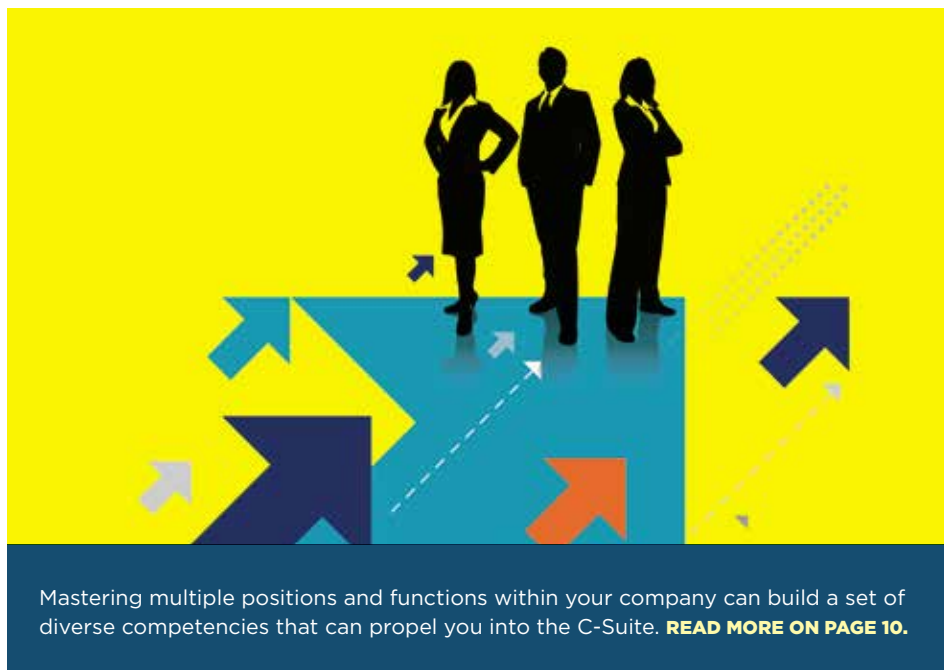 Mastering multiple positions and functions within your company can build a set of
diverse competencies that can propel you into the C-Suite. READ MORE ON PAGE 10.